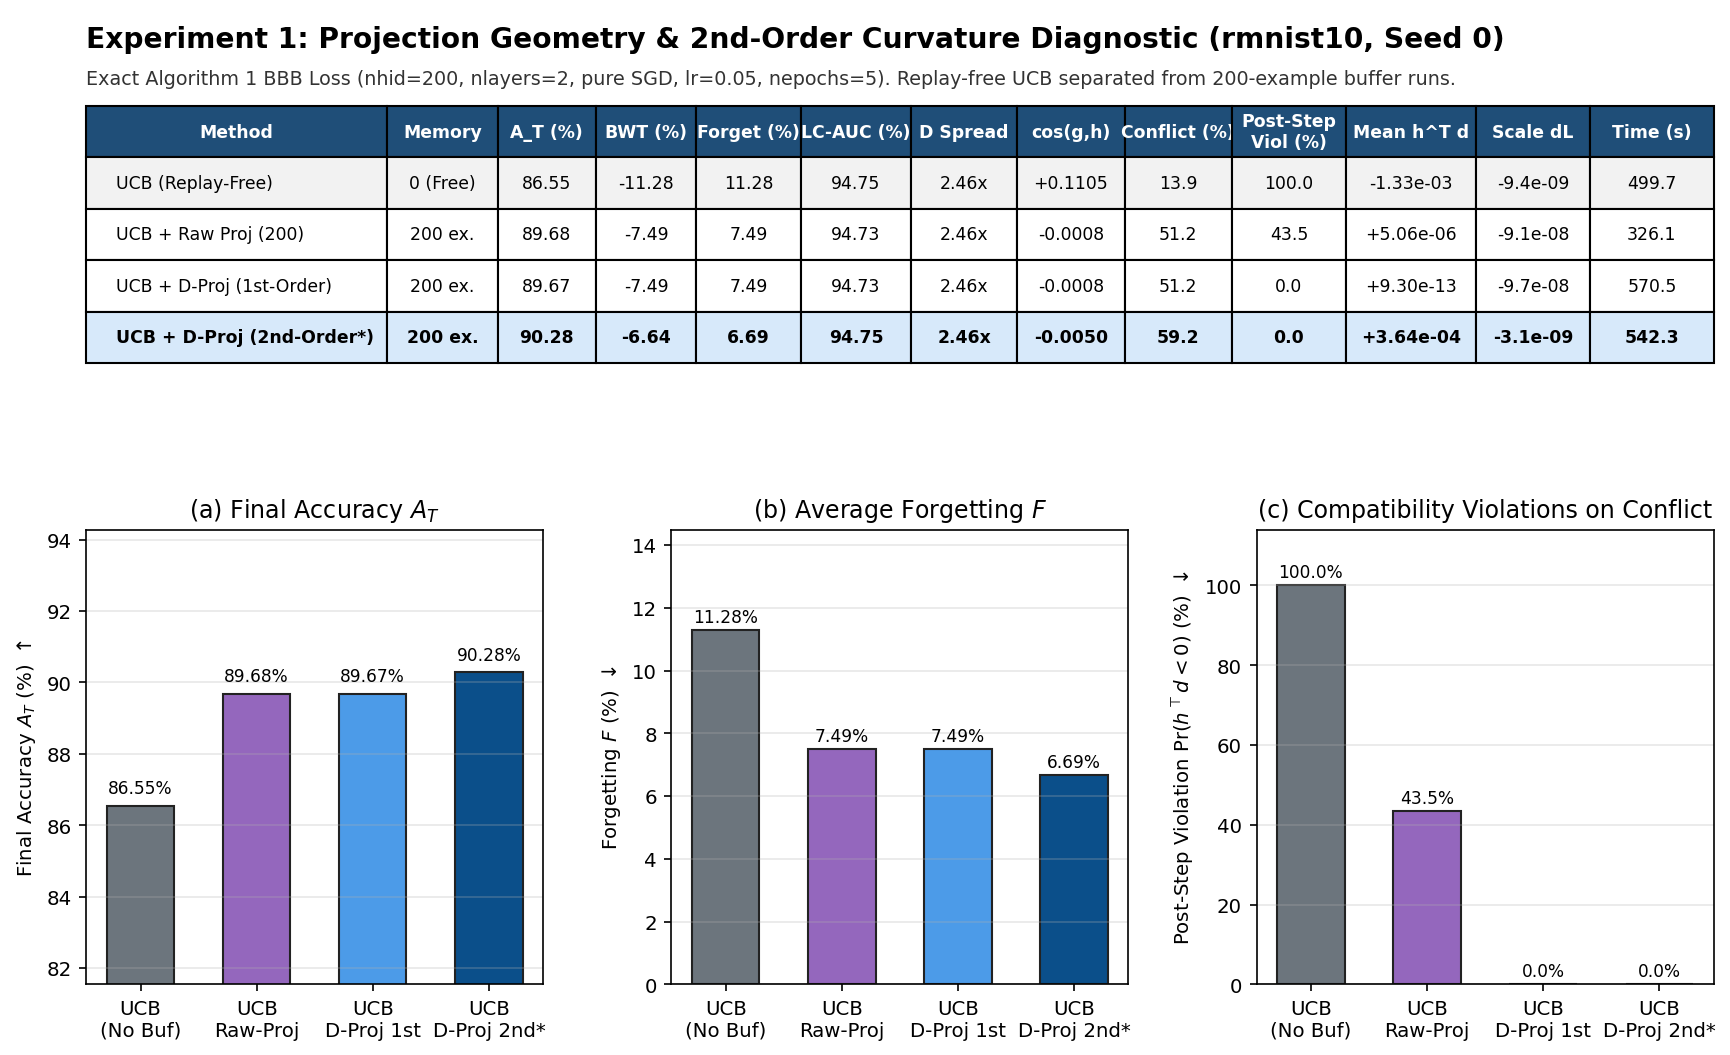 Experiment 1: Projection Geometry & 2nd-Order Curvature Diagnostic (rmnist10, Seed 0)
Exact Algorithm 1 BBB Loss (nhid=200, nlayers=2, pure SGD, lr=0.05, nepochs=5). Replay-free UCB separated from 200-example buffer runs.
Method Memory A_T (%) BWT (%) Forget (%) LC-AUC (%) D Spread cos(g,h) Conflict (%) Post-Step Viol (%) Mean h^T d Scale dL Time (s)
UCB (Replay-Free) 0 (Free) 86.55 -11.28 11.28 94.75 2.46x +0.1105 13.9 100.0 -1.33e-03 -9.4e-09 499.7
UCB + Raw Proj (200) 200 ex. 89.68 -7.49 7.49 94.73 2.46x -0.0008 51.2 43.5 +5.06e-06 -9.1e-08 326.1
UCB + D-Proj (1st-Order) 200 ex. 89.67 -7.49 7.49 94.73 2.46x -0.0008 51.2 0.0 +9.30e-13 -9.7e-08 570.5
UCB + D-Proj (2nd-Order*) 200 ex. 90.28 -6.64 6.69 94.75 2.46x -0.0050 59.2 0.0 +3.64e-04 -3.1e-09 542.3
(a) Final Accuracy A_T
Final Accuracy A_T (%) ↑
94
92
90
88
86
84
82
86.55%
89.68%
89.67%
90.28%
UCB
(No Buf)
UCB
Raw-Proj
UCB
D-Proj 1st
UCB
D-Proj 2nd*
(b) Average Forgetting F
Forgetting F (%) ↓
14
12
10
8
6
4
2
0
11.28%
7.49%
7.49%
6.69%
UCB
(No Buf)
UCB
Raw-Proj
UCB
D-Proj 1st
UCB
D-Proj 2nd*
(c) Compatibility Violations on Conflict
Post-Step Violation Pr(h⊤d < 0) (%) ↓
100
80
60
40
20
0
100.0%
43.5%
0.0%
0.0%
UCB
(No Buf)
UCB
Raw-Proj
UCB
D-Proj 1st
UCB
D-Proj 2nd*